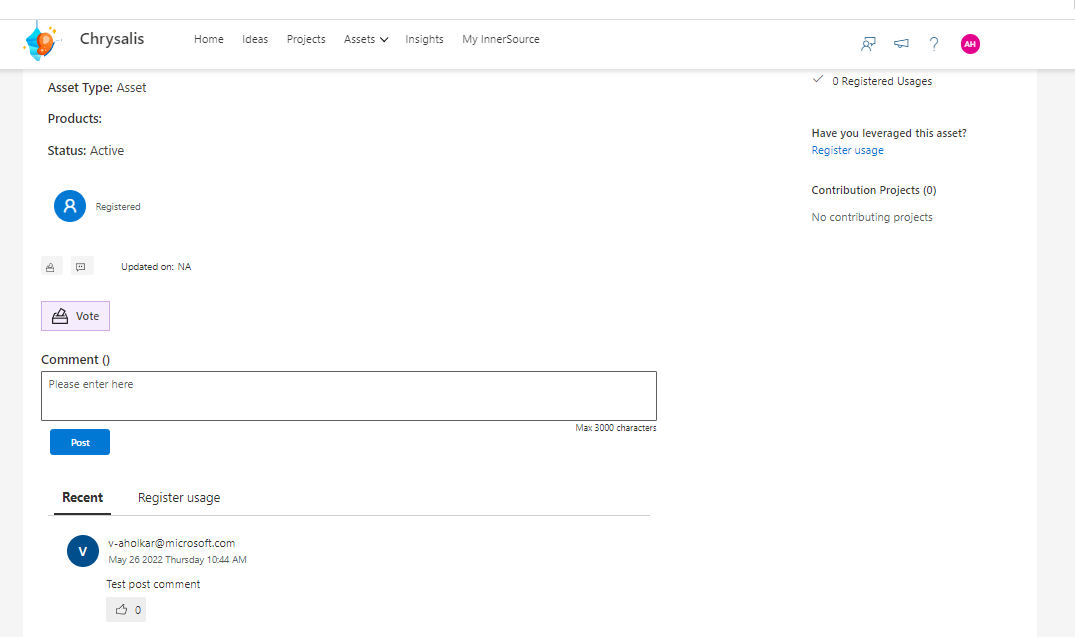 Chrysalis
Home Ideas Projects Assets Insights My InnerSource
? AH
Asset Type: Asset
Products:
Status: Active
Registered
Updated on: NA
Vote
Comment ()
Please enter here
Max 3000 characters
Post
Recent Register usage
V
v-aholkar@microsoft.com
May 26 2022 Thursday 10:44 AM
Test post comment
0
0 Registered Usages
Have you leveraged this asset?
Register usage
Contribution Projects (0)
No contributing projects